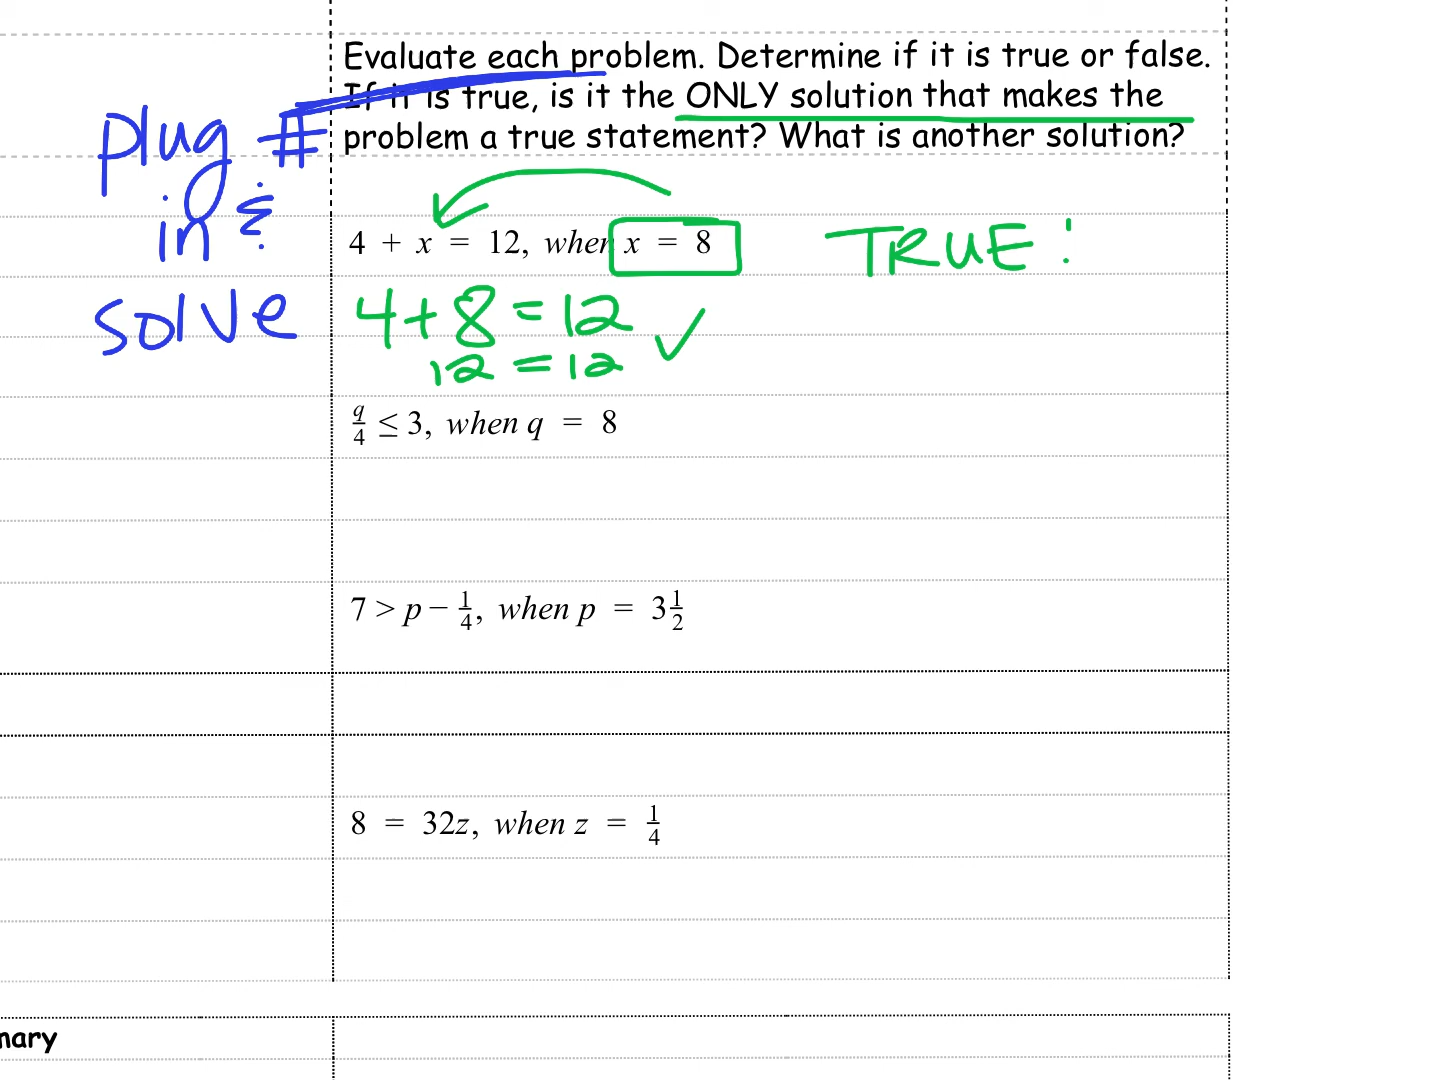 Evaluate each problem. Determine if it is true or false.
If it is true, is it the ONLY solution that makes the
problem a true statement? What is another solution?
plug #
in &
solve
4 + x = 12, when x = 8
TRUE!
4+8=12 ✓
12=12
q/4 ≤ 3, when q = 8
7 > p − 1/4, when p = 3 1/2
8 = 32z, when z = 1/4